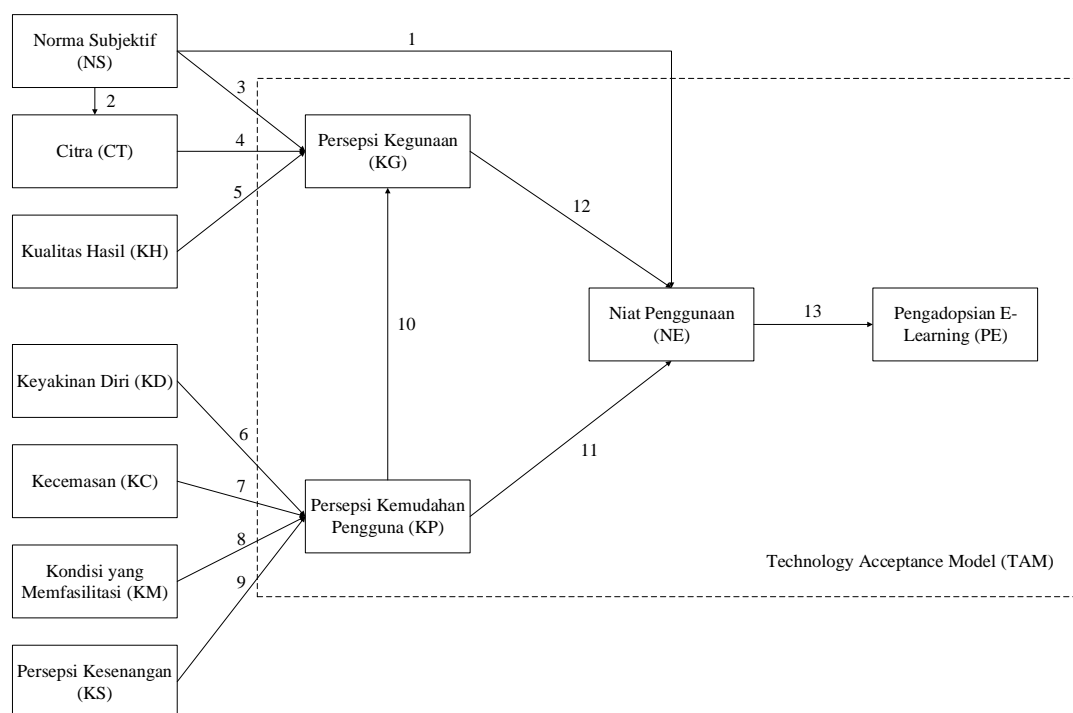 Norma Subjektif
(NS)
1
2
3
Citra (CT)
4
Persepsi Kegunaan
(KG)
5
12
Kualitas Hasil (KH)
10
Niat Penggunaan
(NE)
13
Pengadopsian E-
Learning (PE)
Keyakinan Diri (KD)
6
11
Kecemasan (KC)
7
Persepsi Kemudahan
Pengguna (KP)
8
Kondisi yang
Memfasilitasi (KM)
9
Technology Acceptance Model (TAM)
Persepsi Kesenangan
(KS)